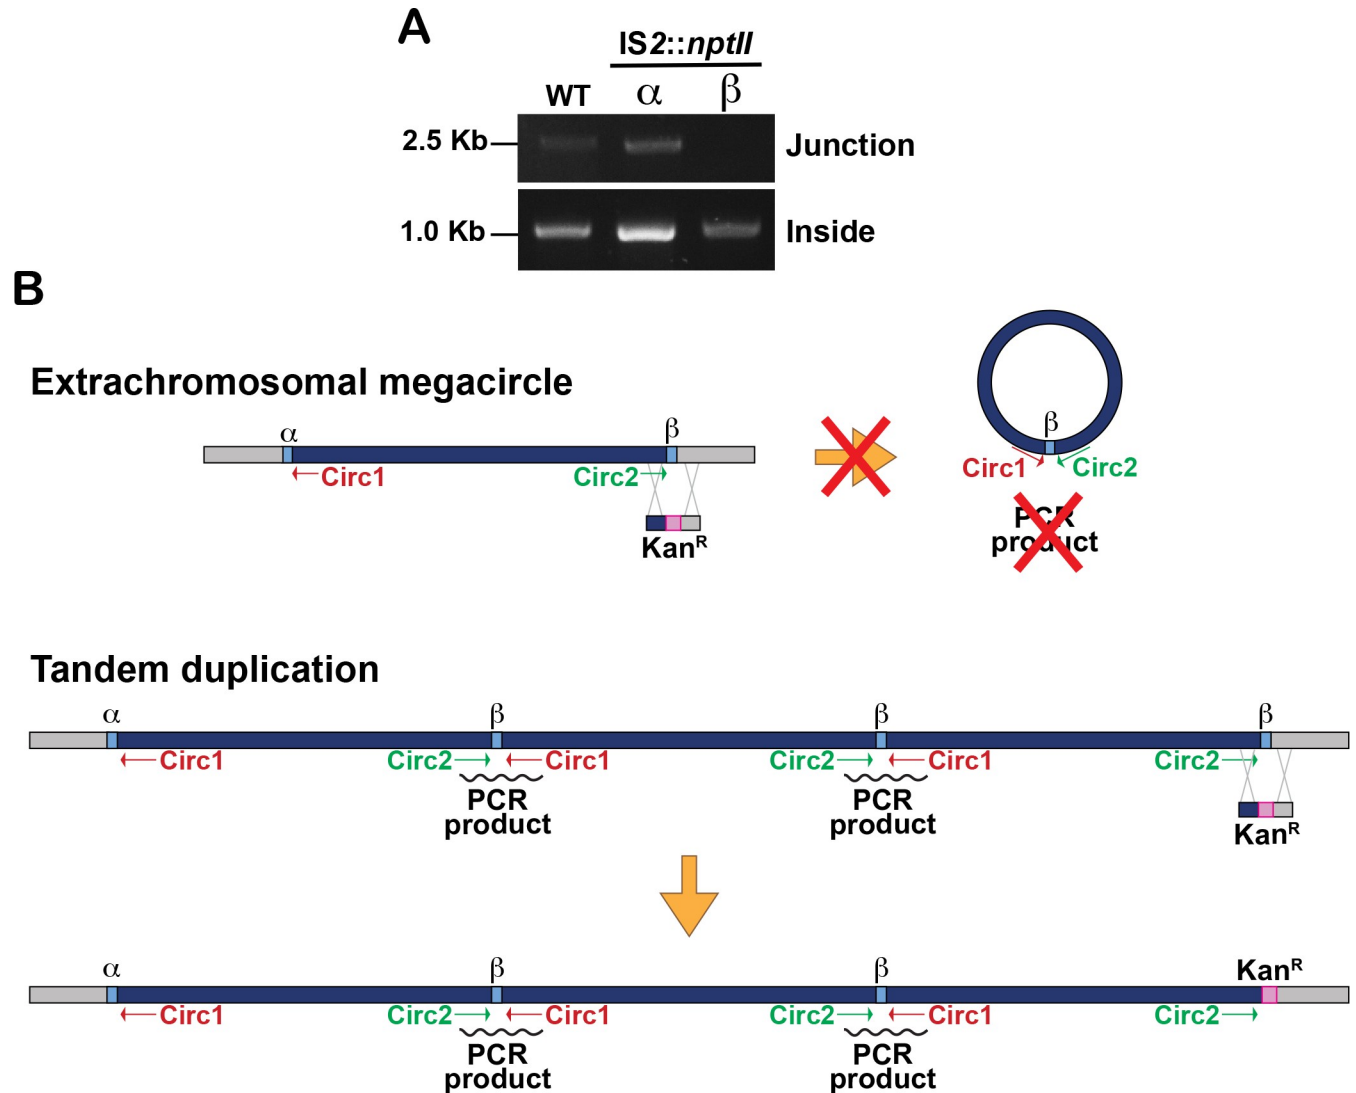 A
IS2::nptII
WT α β
2.5 Kb
Junction
1.0 Kb
Inside
B
Extrachromosomal megacircle
α β
Circ1 Circ2
KanR
β
Circ1 Circ2
PCR
product
Tandem duplication
α β β β
Circ1 Circ2 Circ1 Circ2 Circ1 Circ2
PCR PCR
product product
KanR
α β β KanR
Circ1 Circ2 Circ1 Circ2 Circ1 Circ2
PCR PCR
product product